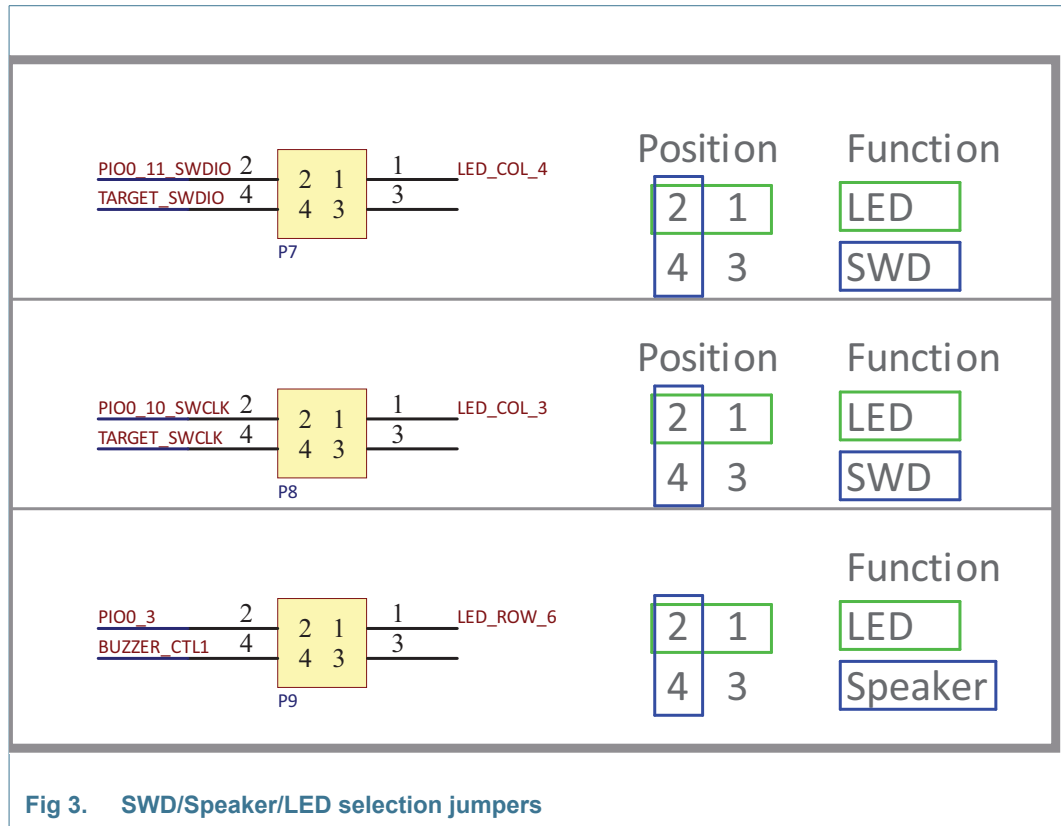 Position Function
PIO0_11_SWDIO 2 2 1 1 LED_COL_4
TARGET_SWDIO 4 4 3 3
P7
2 1 LED
4 3 SWD
Position Function
PIO0_10_SWCLK 2 2 1 1 LED_COL_3
TARGET_SWCLK 4 4 3 3
P8
2 1 LED
4 3 SWD
Function
PIO0_3 2 2 1 1 LED_ROW_6
BUZZER_CTL1 4 4 3 3
P9
2 1 LED
4 3 Speaker
Fig 3. SWD/Speaker/LED selection jumpers